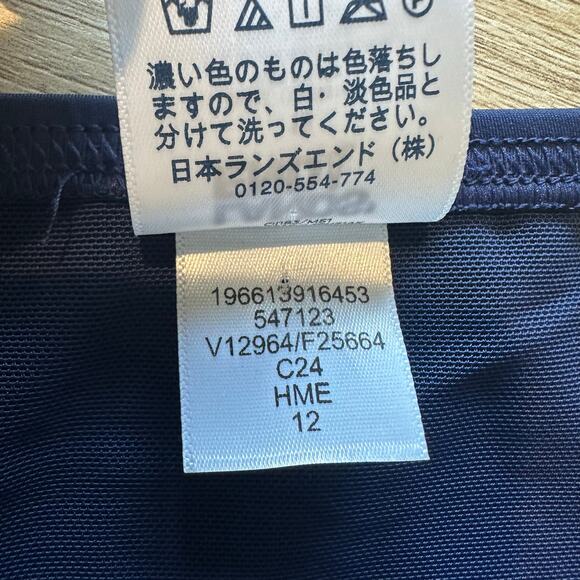 濃い色のものは色落ちし
ますので、白・淡色品と
分けて洗ってください。
日本ランズエンド（株）
0120-554-774
196613916453
547123
V12964/F25664
C24
HME
12